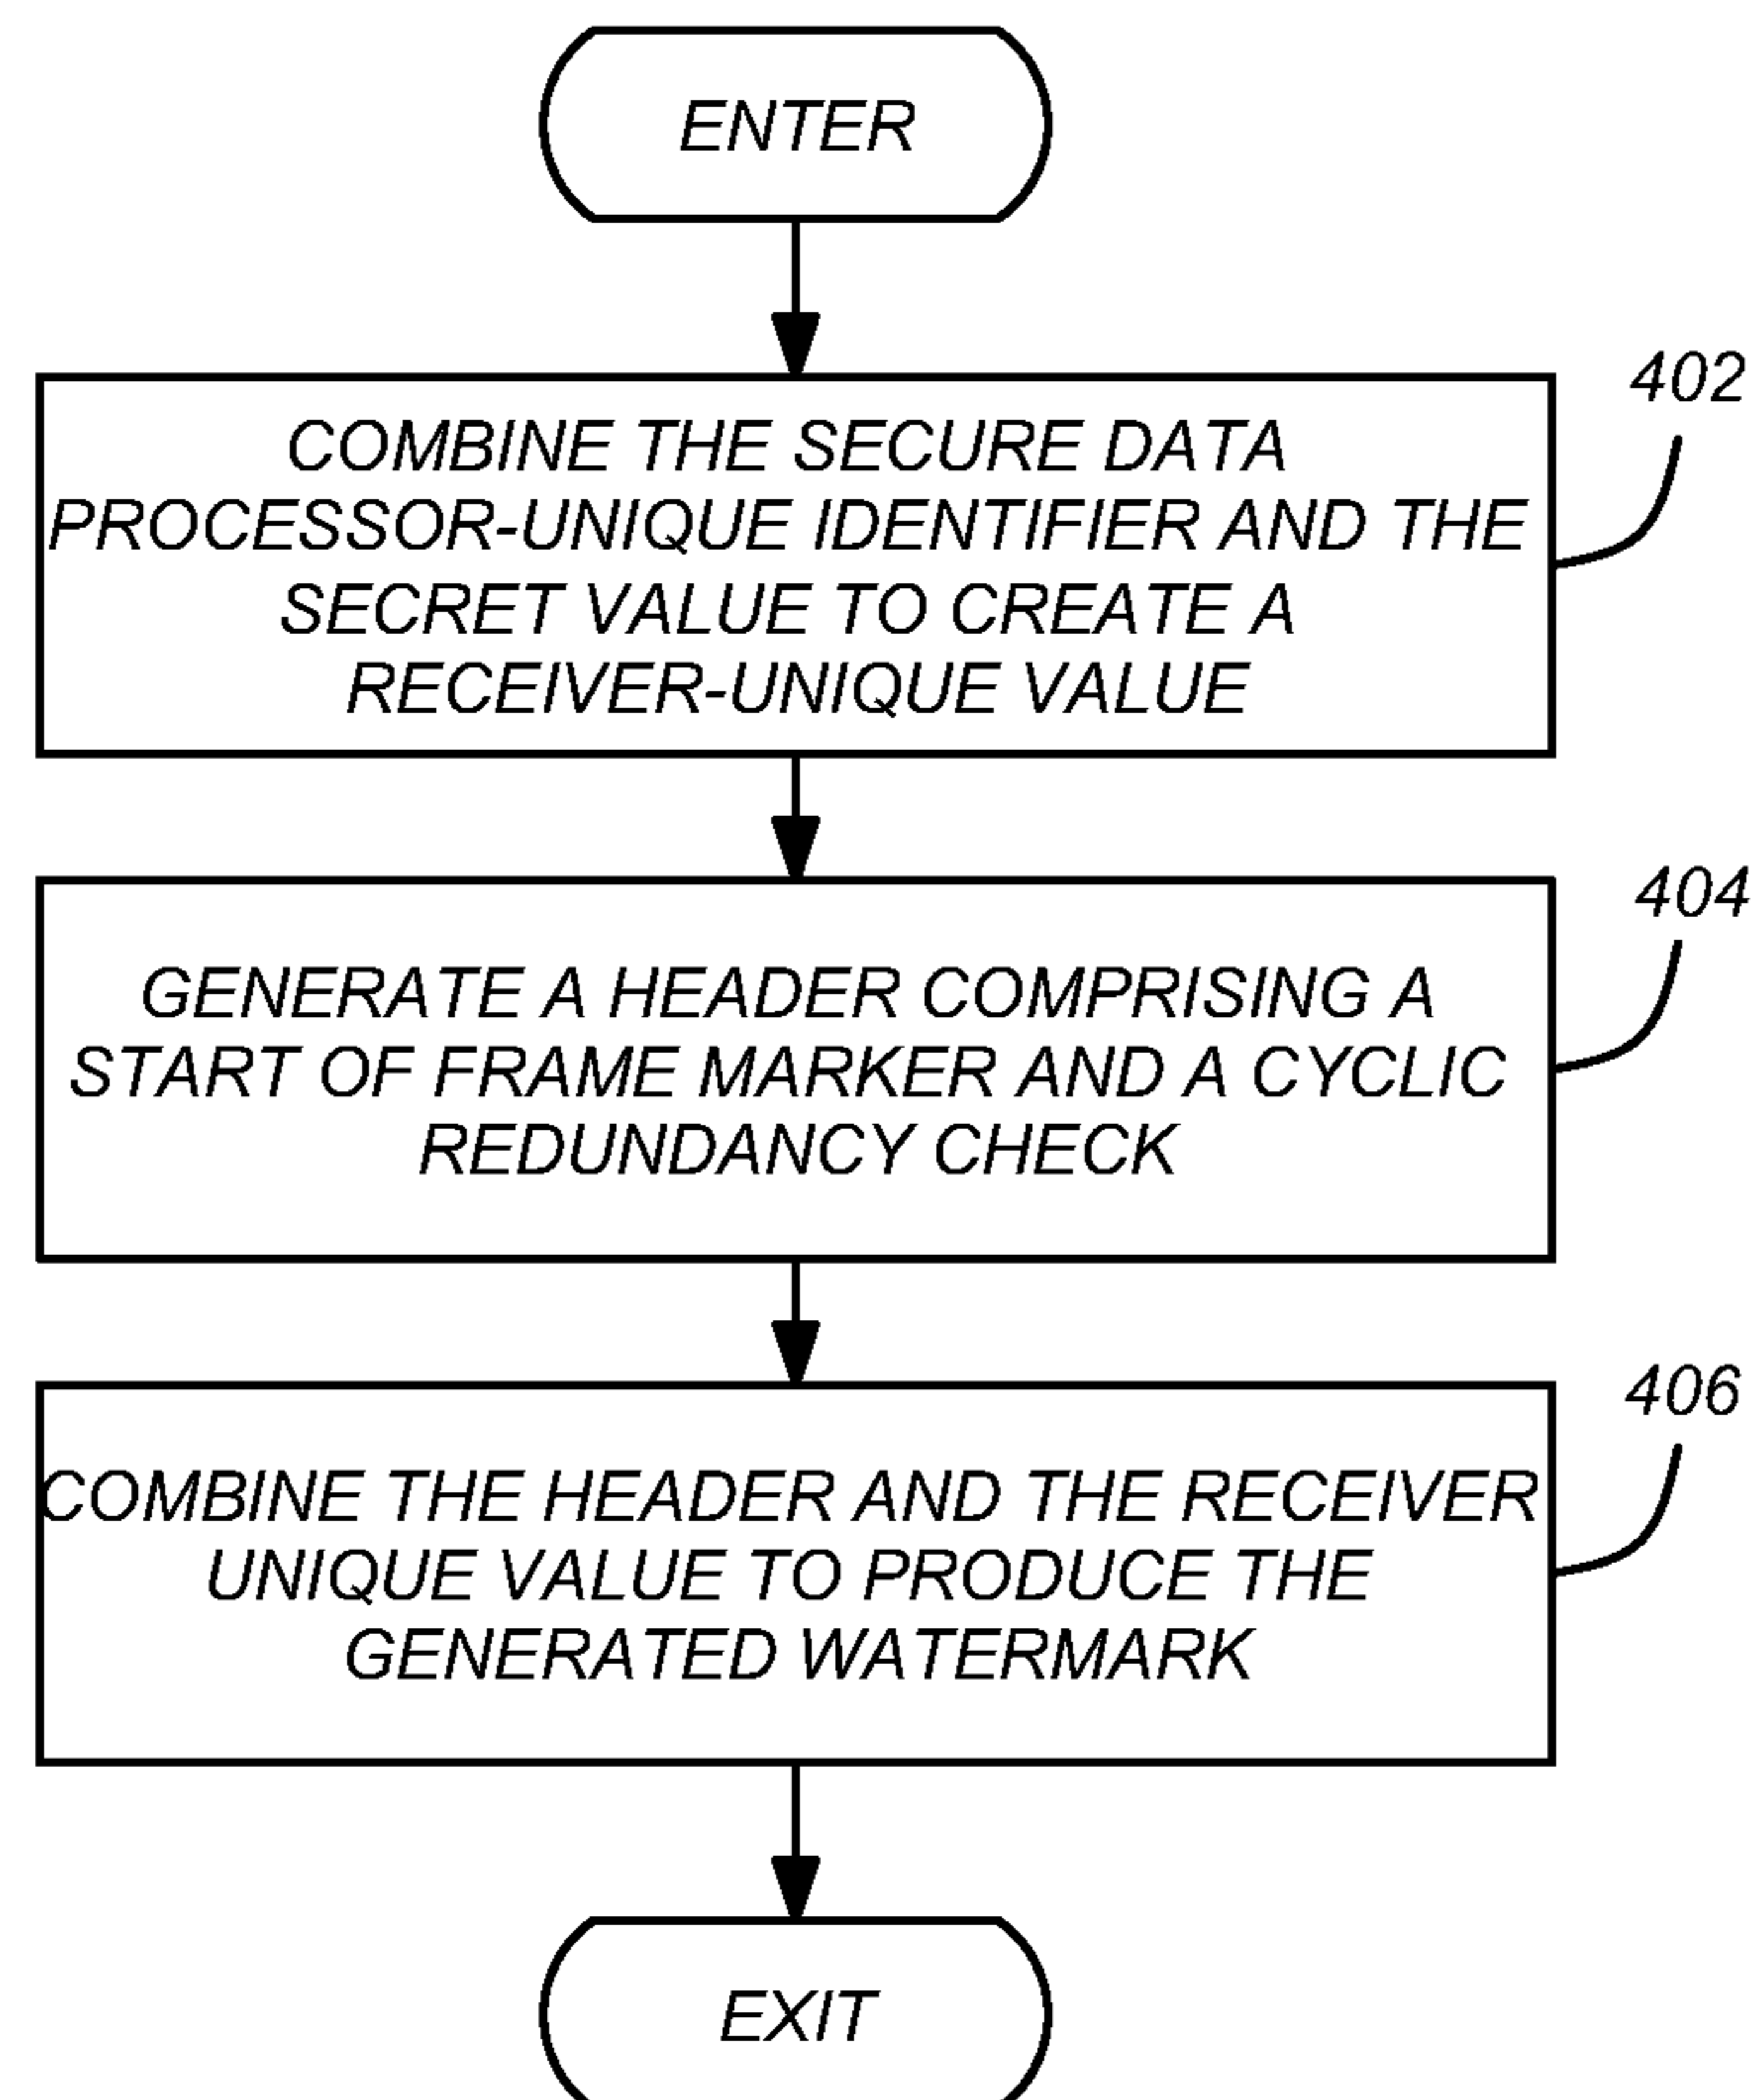 ENTER
402
COMBINE THE SECURE DATA
PROCESSOR-UNIQUE IDENTIFIER AND THE
SECRET VALUE TO CREATE A
RECEIVER-UNIQUE VALUE
404
GENERATE A HEADER COMPRISING A
START OF FRAME MARKER AND A CYCLIC
REDUNDANCY CHECK
406
COMBINE THE HEADER AND THE RECEIVER
UNIQUE VALUE TO PRODUCE THE
GENERATED WATERMARK
EXIT